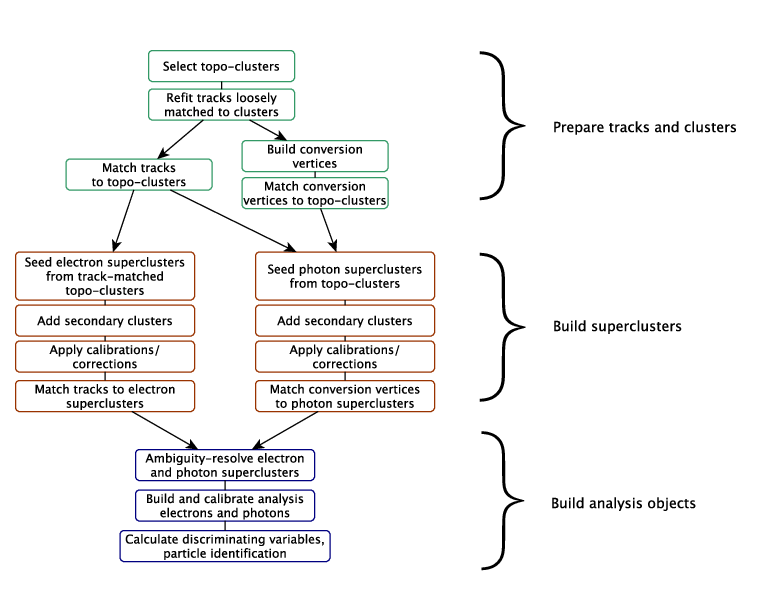 Select topo-clusters
Refit tracks loosely
matched to clusters
Build conversion
vertices
Match tracks
to topo-clusters
Match conversion
vertices to topo-clusters
Prepare tracks and clusters
Seed electron superclusters
from track-matched
topo-clusters
Seed photon superclusters
from topo-clusters
Add secondary clusters
Add secondary clusters
Apply calibrations/
corrections
Apply calibrations/
corrections
Match tracks to electron
superclusters
Match conversion vertices
to photon superclusters
Build superclusters
Ambiguity-resolve electron
and photon superclusters
Build and calibrate analysis
electrons and photons
Calculate discriminating variables,
particle identification
Build analysis objects